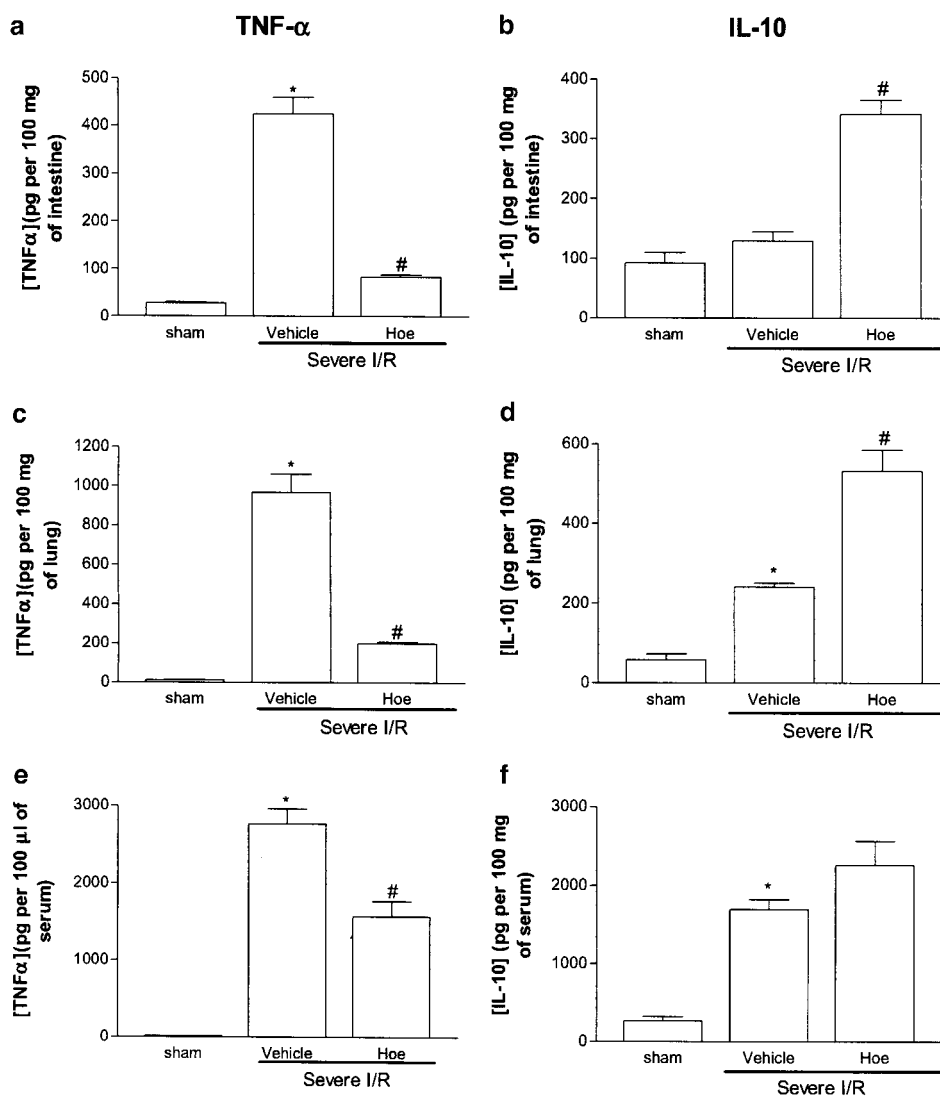 a
TNF-α
b
IL-10
[TNFα](pg per 100 mg
of intestine)
500
400
300
200
100
0
*
#
sham
Vehicle
Hoe
Severe I/R
[IL-10] (pg per 100 mg
of intestine)
400
300
200
100
0
#
sham
Vehicle
Hoe
Severe I/R
c
[TNFα](pg per 100 mg
of lung)
1200
1000
800
600
400
200
0
*
#
sham
Vehicle
Hoe
Severe I/R
d
[IL-10] (pg per 100 mg
of lung)
600
400
200
0
*
#
sham
Vehicle
Hoe
Severe I/R
e
[TNFα](pg per 100 µl of
serum)
3000
2000
1000
0
*
#
sham
Vehicle
Hoe
Severe I/R
f
[IL-10] (pg per 100 mg
of serum)
3000
2000
1000
0
*
sham
Vehicle
Hoe
Severe I/R